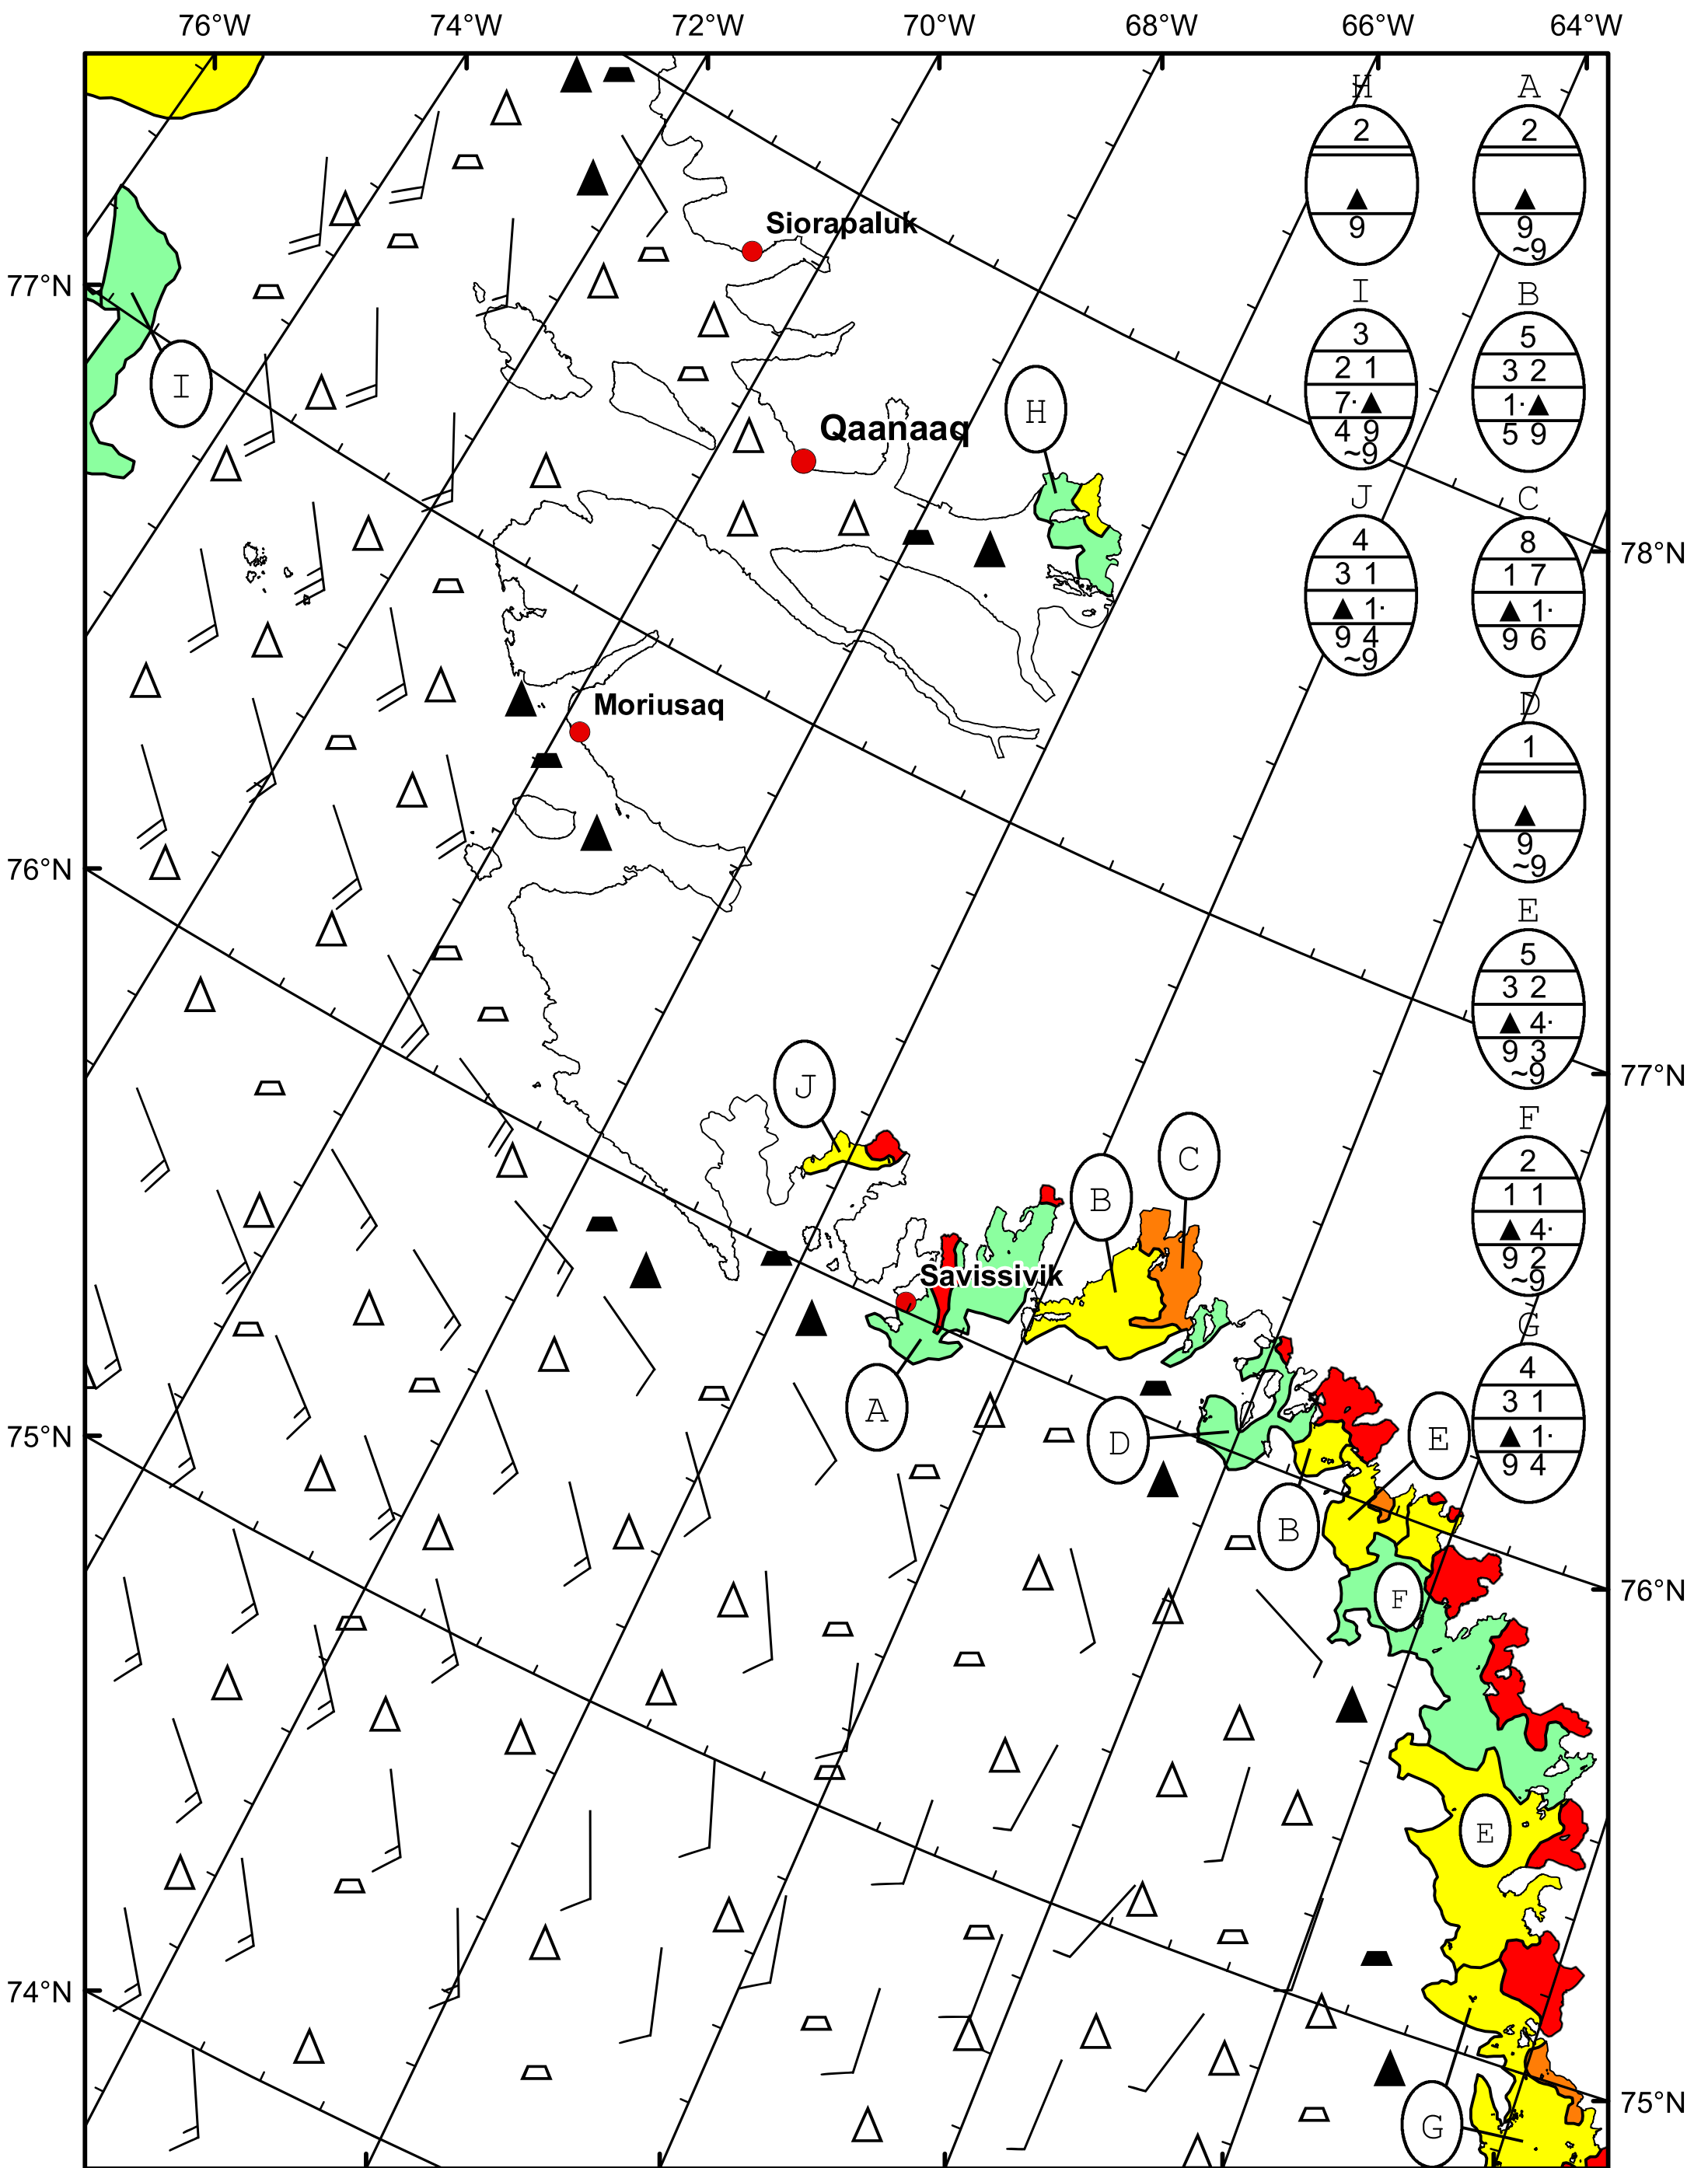 76°W 74°W 72°W 70°W 68°W 66°W 64°W
H A
2 2
9 9
~9
Siorapaluk
77°N
I B
3 5
2 1 3 2
7· 1·
4 9 5 9
~9
I
H
Qaanaaq
J C
4 8
3 1 1 7
1· 1·
9 4 9 6
~9
78°N
Moriusaq
D
1
9
~9
76°N
E
5
3 2
4·
9 3
~9
77°N
J
F
2
1 1
4·
9 2
~9
C
B
Savissivik
G
4
3 1
1·
9 4
A
D
E
75°N
B
76°N
F
E
74°N
75°N
G